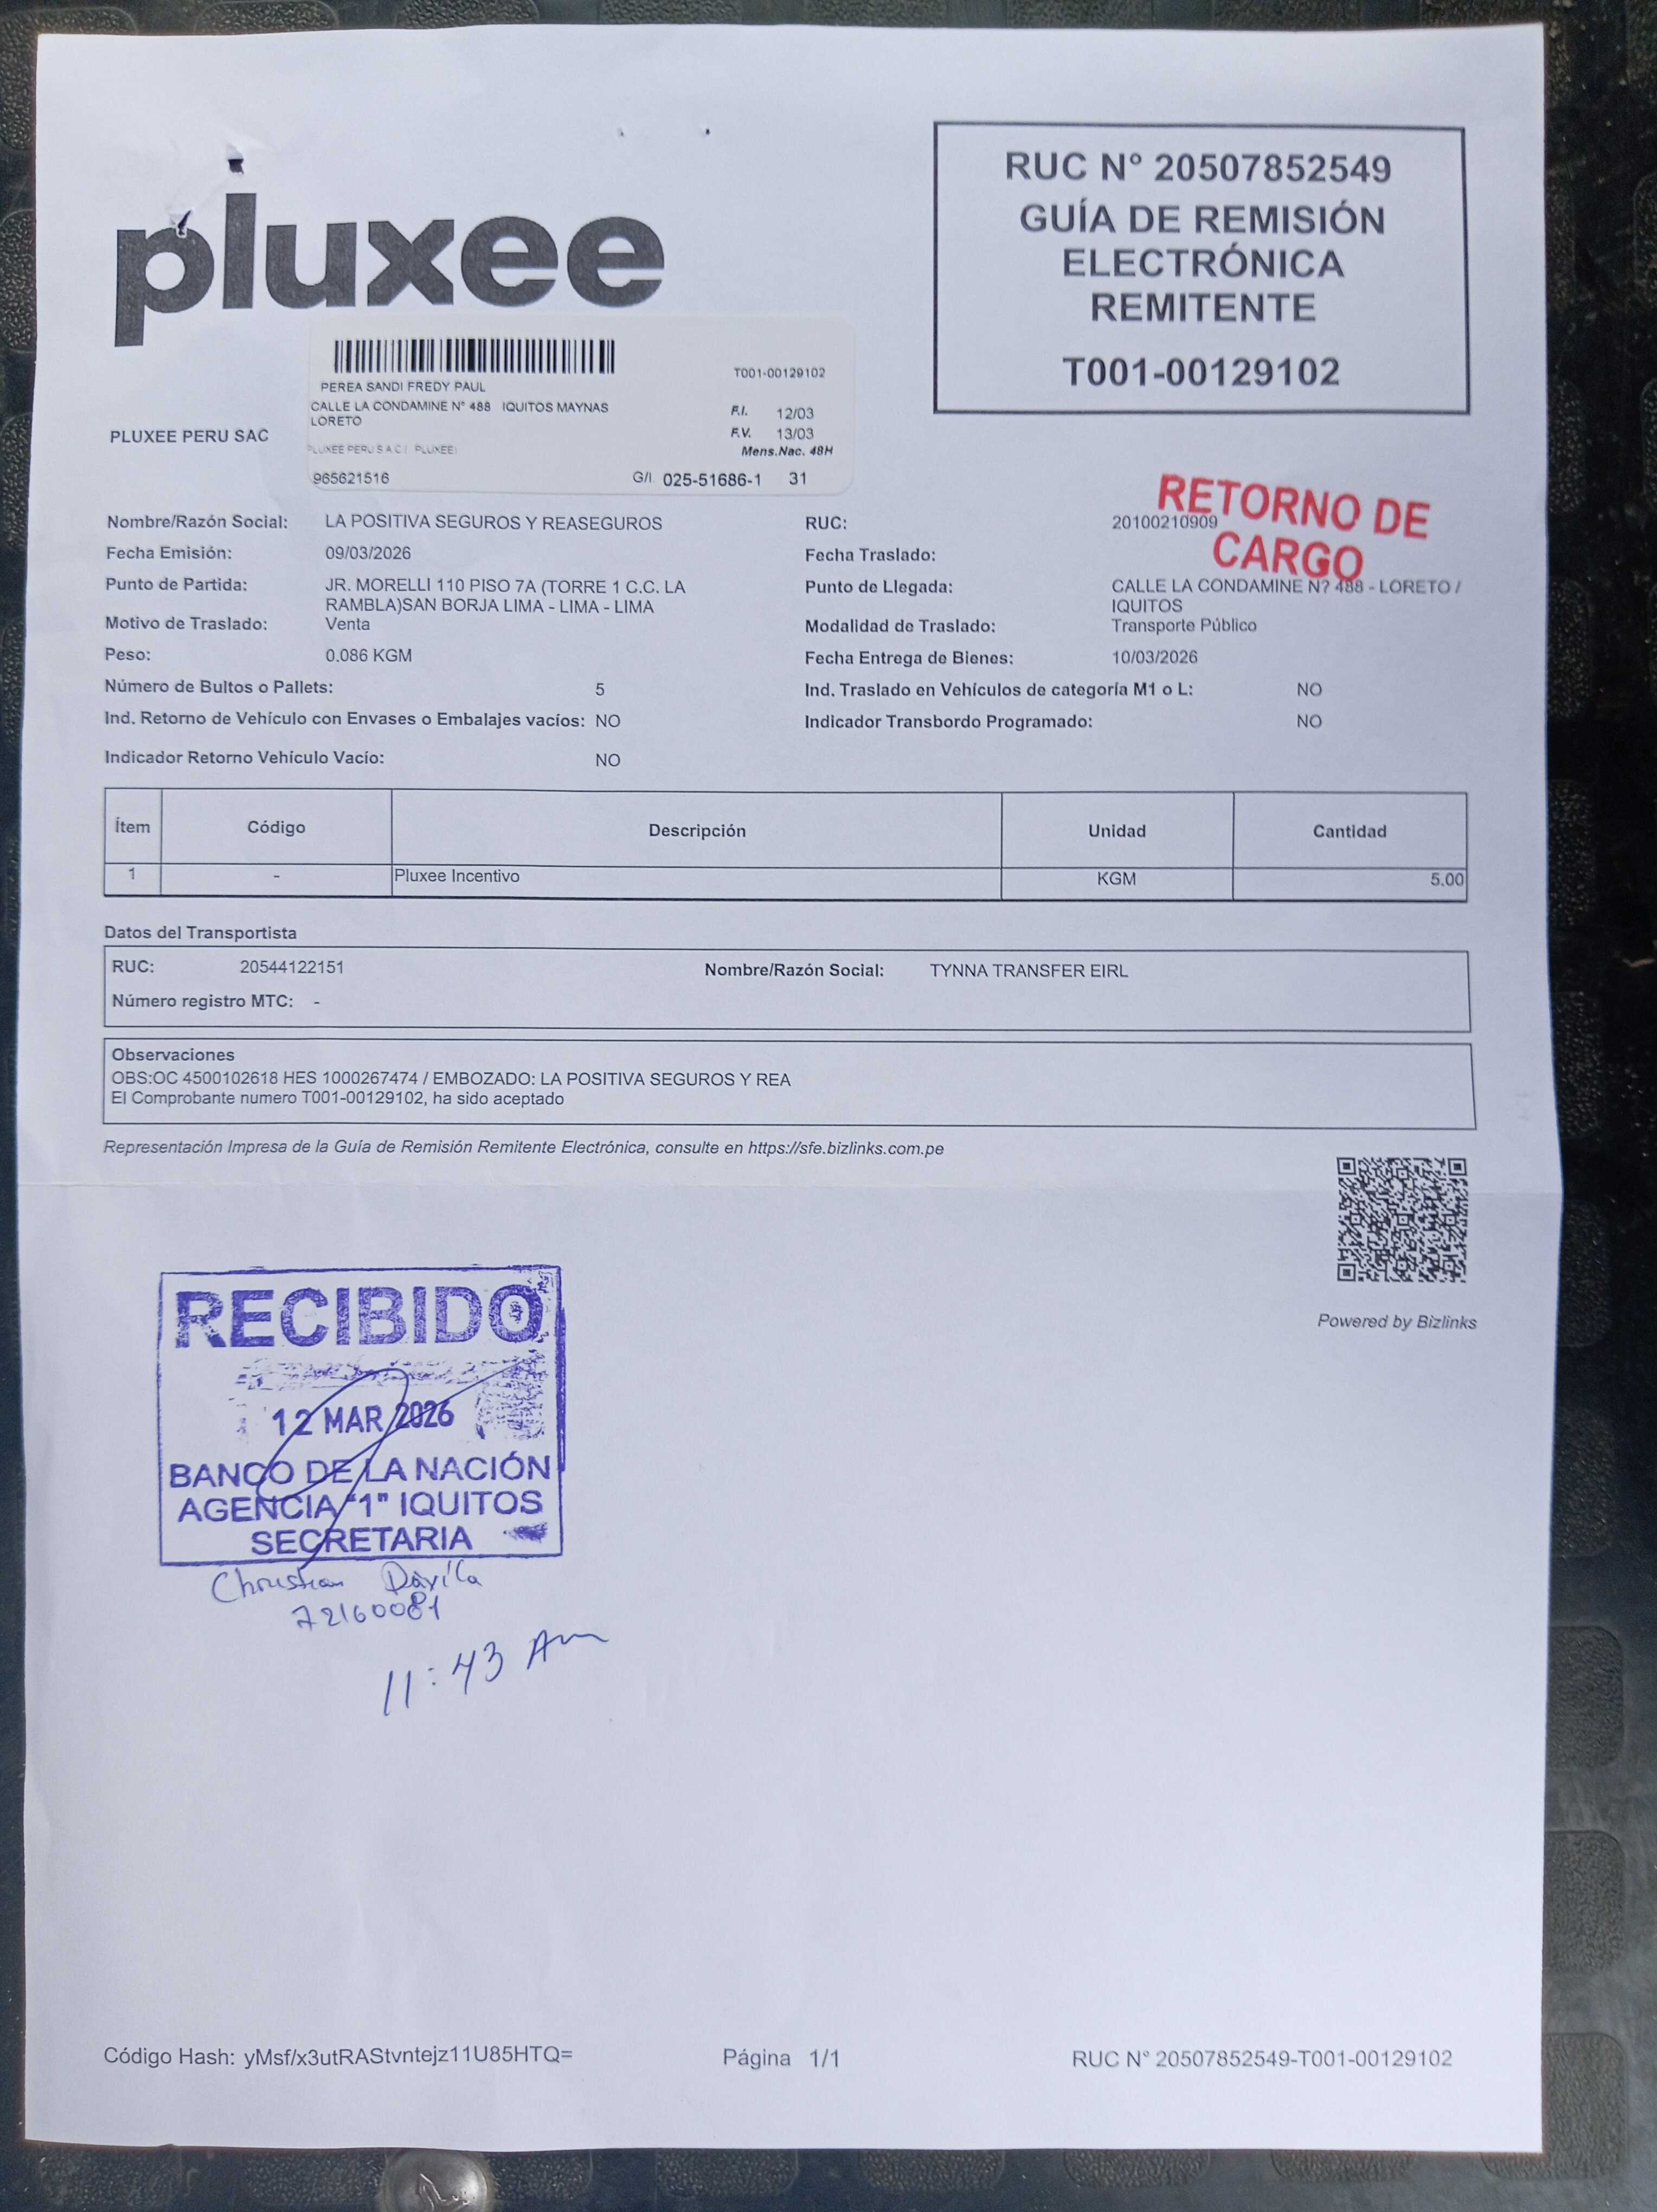 pluxee
RUC N° 20507852549
GUÍA DE REMISIÓN
ELECTRÓNICA
REMITENTE
T001-00129102
PLUXEE PERU SAC
T001-00129102
PEREA SANDI FREDY PAUL
CALLE LA CONDAMINE N° 488 IQUITOS MAYNAS
LORETO
F.I. 12/03
F.V. 13/03
PLUXEE PERU S A C ( PLUXEE)
Mens.Nac. 48H
965621516 G/I. 025-51686-1 31
RETORNO DE
CARGO
Nombre/Razón Social: LA POSITIVA SEGUROS Y REASEGUROS RUC: 20100210909
Fecha Emisión: 09/03/2026 Fecha Traslado:
Punto de Partida: JR. MORELLI 110 PISO 7A (TORRE 1 C.C. LA Punto de Llegada: CALLE LA CONDAMINE N? 488 - LORETO /
RAMBLA)SAN BORJA LIMA - LIMA - LIMA IQUITOS
Motivo de Traslado: Venta Modalidad de Traslado: Transporte Público
Peso: 0.086 KGM Fecha Entrega de Bienes: 10/03/2026
Número de Bultos o Pallets: 5 Ind. Traslado en Vehículos de categoría M1 o L: NO
Ind. Retorno de Vehículo con Envases o Embalajes vacíos: NO Indicador Transbordo Programado: NO
Indicador Retorno Vehículo Vacío: NO
Ítem Código Descripción Unidad Cantidad
1 - Pluxee Incentivo KGM 5.00
Datos del Transportista
RUC: 20544122151 Nombre/Razón Social: TYNNA TRANSFER EIRL
Número registro MTC: -
Observaciones
OBS:OC 4500102618 HES 1000267474 / EMBOZADO: LA POSITIVA SEGUROS Y REA
El Comprobante numero T001-00129102, ha sido aceptado
Representación Impresa de la Guía de Remisión Remitente Electrónica, consulte en https://sfe.bizlinks.com.pe
Powered by Bizlinks
RECIBIDO
12 MAR 2026
BANCO DE LA NACIÓN
AGENCIA "1" IQUITOS
SECRETARIA
Christian Dávila
72160081
11:43 Am
Código Hash: yMsf/x3utRAStvntejz11U85HTQ= Página 1/1 RUC N° 20507852549-T001-00129102